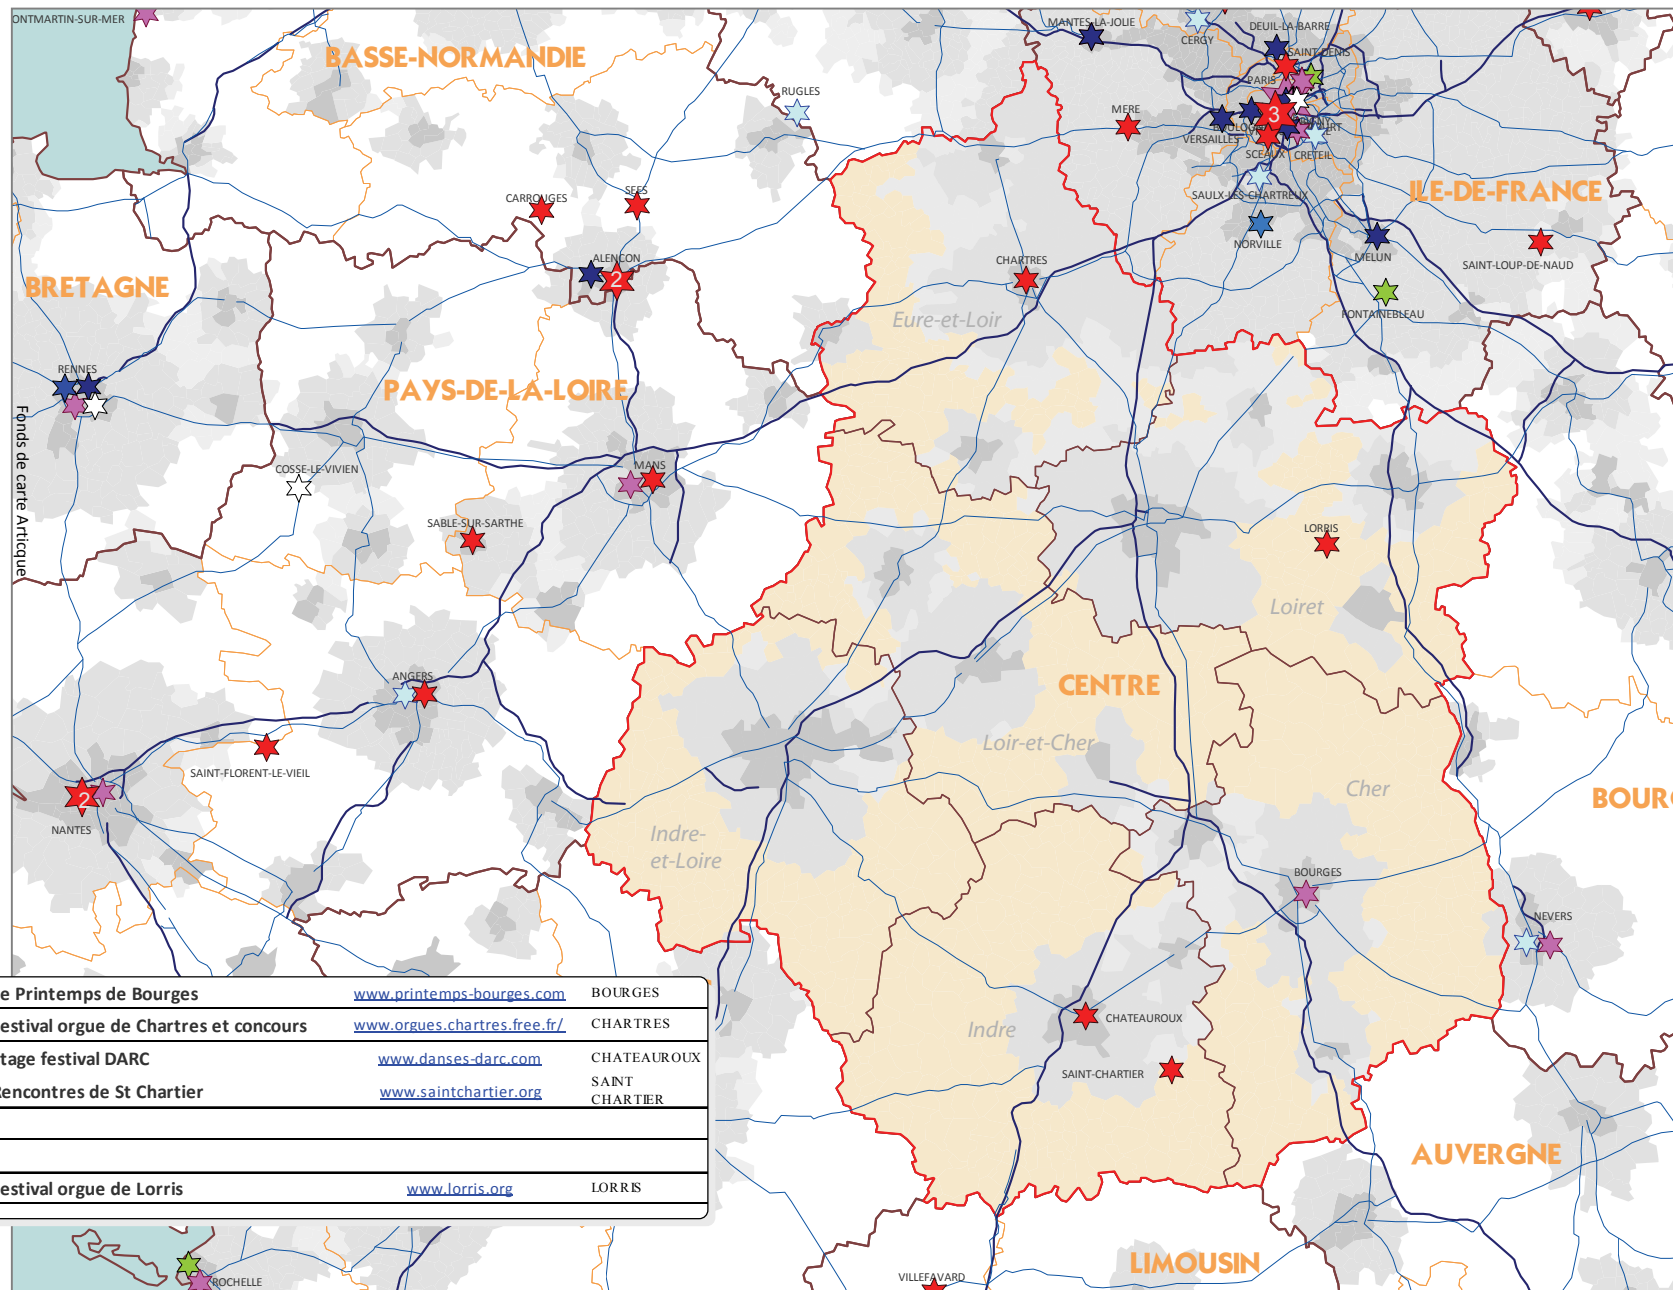 ONTMARTIN-SUR-MER
BASSE-NORMANDIE
MANTES-LA-JOLIE
CERGY
DEUIL-LA-BARRE
SAINT-DENIS
PARIS
RUGLES
MERE
3
VERSAILLES
SCEAUX
CRETEIL
ILE-DE-FRANCE
SAULX-LES-CHARTREUX
CARROUGES
SEES
NORVILLE
MELUN
SAINT-LOUP-DE-NAUD
ALENCON
2
CHARTRES
BRETAGNE
FONTAINEBLEAU
Eure-et-Loir
RENNES
PAYS-DE-LA-LOIRE
Fonds de carte Articque
COSSE-LE-VIVIEN
MANS
SABLE-SUR-SARTHE
LORRIS
Loiret
ANGERS
CENTRE
Loir-et-Cher
SAINT-FLORENT-LE-VIEIL
Cher
BOURG
2
NANTES
Indre-
et-Loire
BOURGES
NEVERS
Indre
CHATEAUROUX
SAINT-CHARTIER
e Printemps de Bourges www.printemps-bourges.com BOURGES
estival orgue de Chartres et concours www.orgues.chartres.free.fr/ CHARTRES
tage festival DARC www.danses-darc.com CHATEAUROUX
Rencontres de St Chartier www.saintchartier.org SAINT
CHARTIER
estival orgue de Lorris www.lorris.org LORRIS
AUVERGNE
LIMOUSIN
VILLEFAVARD
ROCHELLE